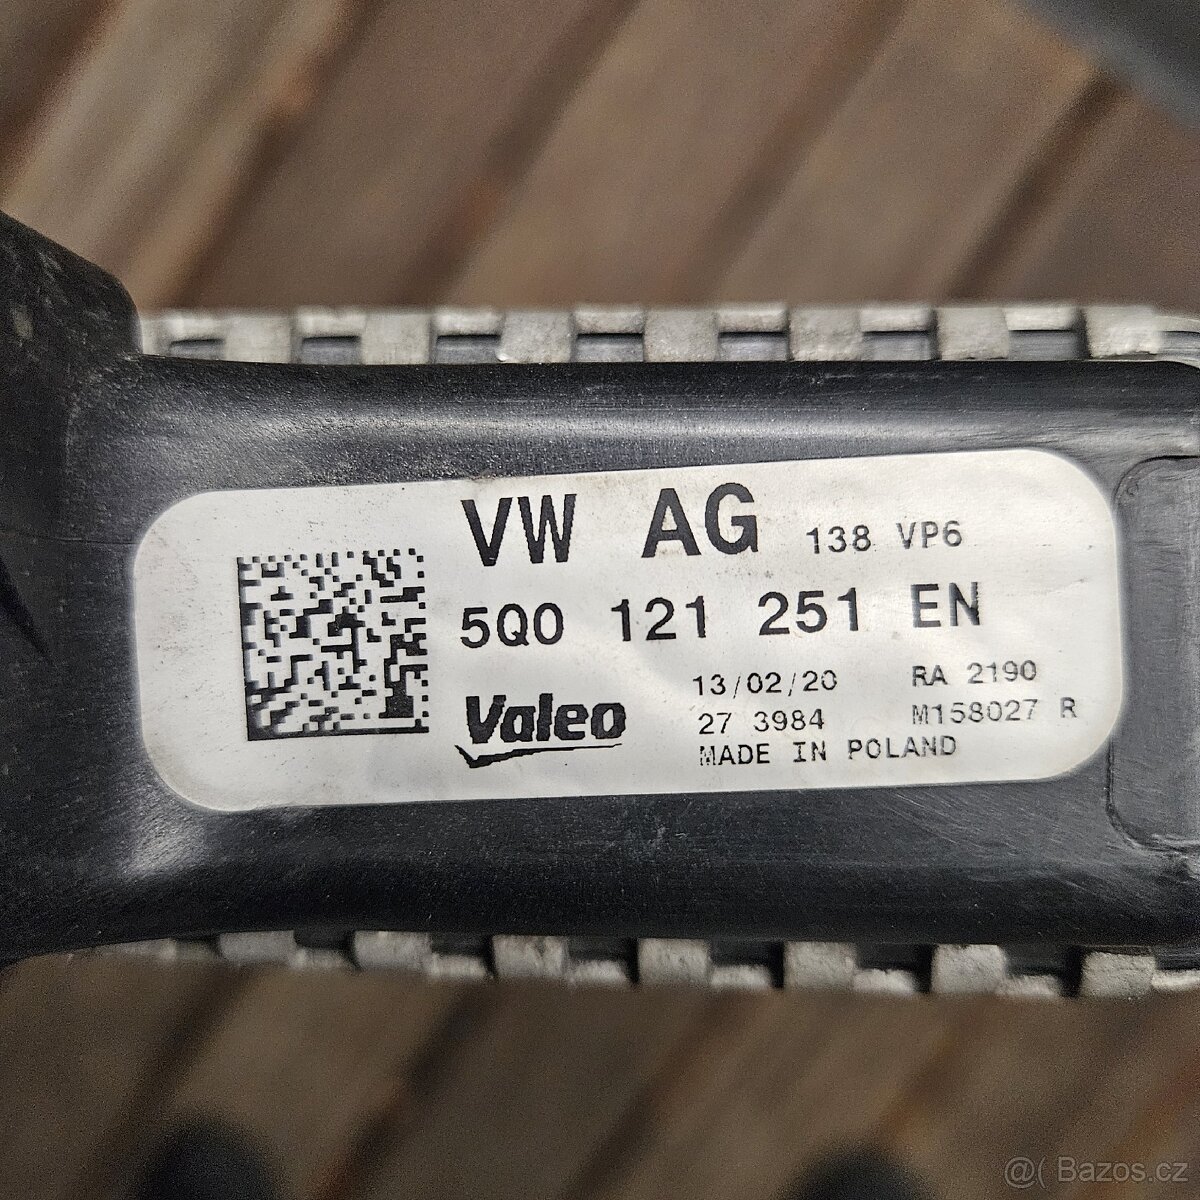 VW AG 138 VP6
5Q0 121 251 EN
Valeo
13/02/20 RA 2190
27 3984 M158027 R
MADE IN POLAND
@( Bazos.cz